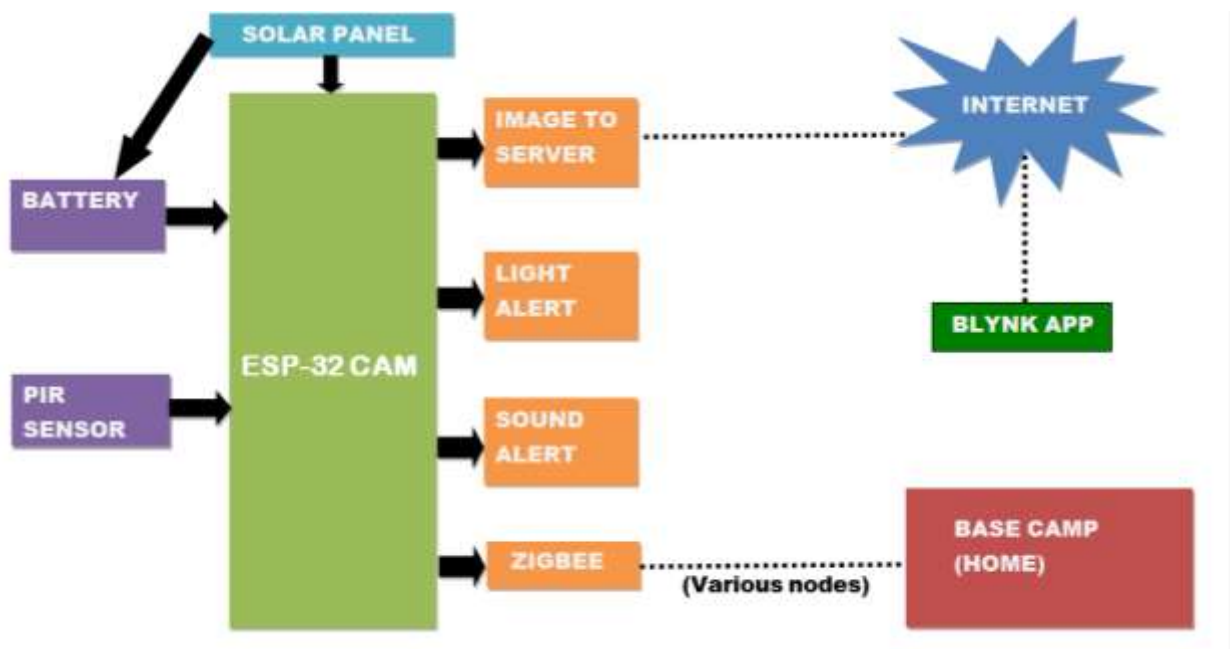 SOLAR PANEL
IMAGE TO
SERVER
INTERNET
BATTERY
LIGHT
ALERT
BLYNK APP
ESP-32 CAM
PIR
SENSOR
SOUND
ALERT
BASE CAMP
(HOME)
ZIGBEE
(Various nodes)